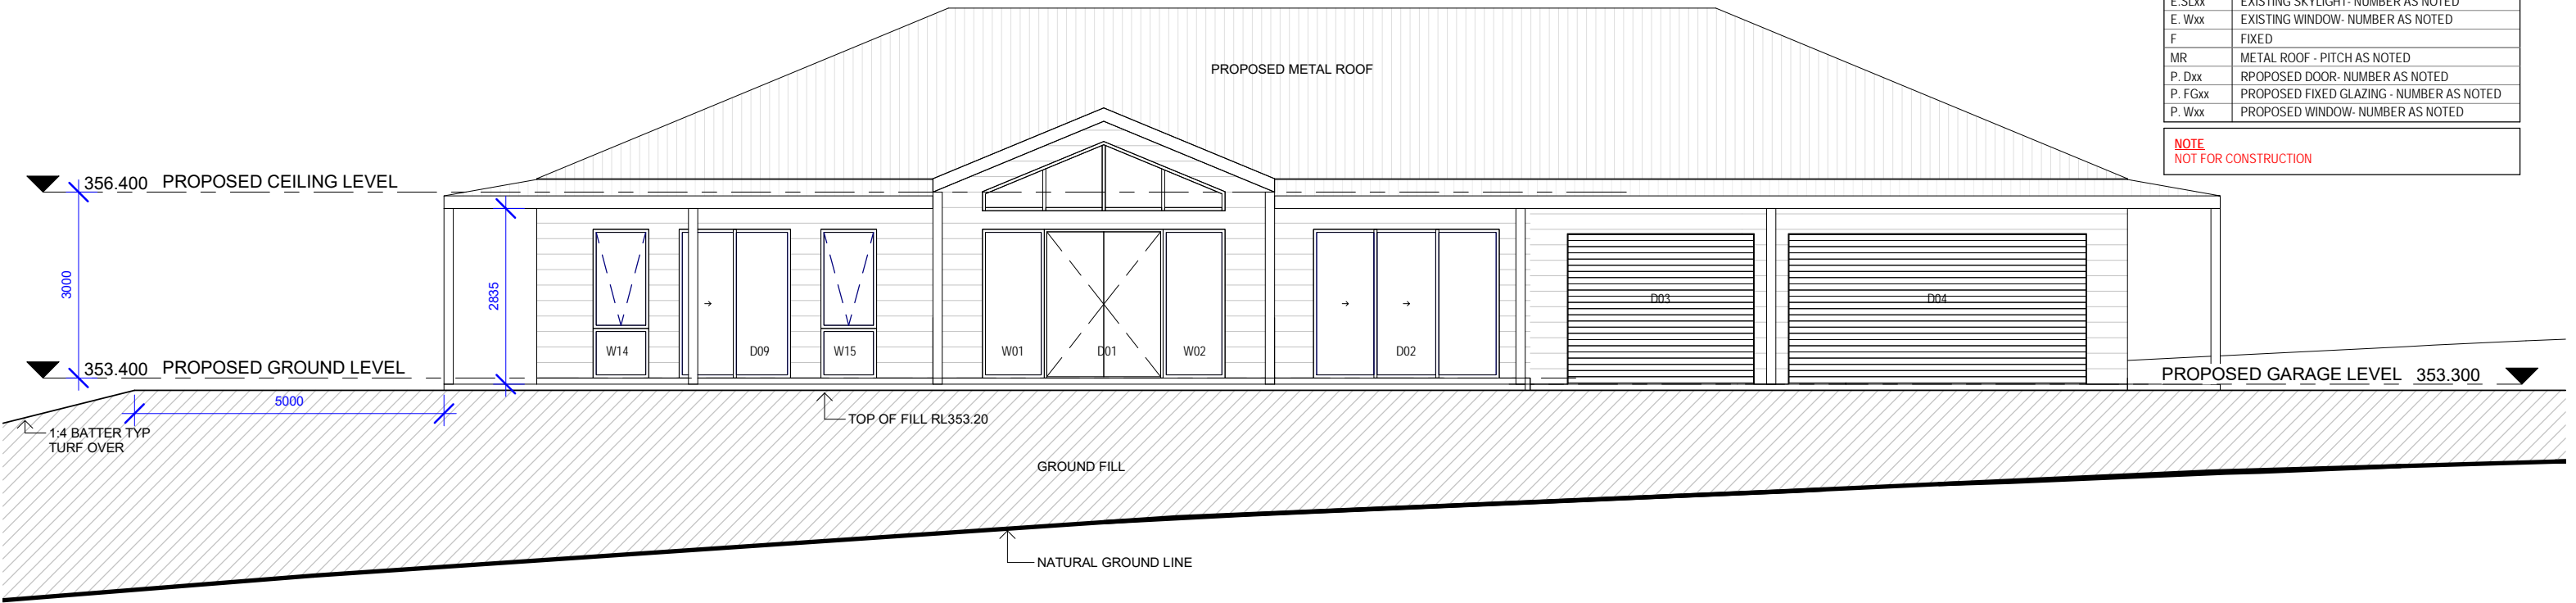 E.SLxx EXISTING SKYLIGHT- NUMBER AS NOTED
E. Wxx EXISTING WINDOW- NUMBER AS NOTED
F FIXED
MR METAL ROOF - PITCH AS NOTED
P. Dxx RPOPOSED DOOR- NUMBER AS NOTED
P. FGxx PROPOSED FIXED GLAZING - NUMBER AS NOTED
P. Wxx PROPOSED WINDOW- NUMBER AS NOTED
NOTE
NOT FOR CONSTRUCTION
PROPOSED METAL ROOF
356.400 PROPOSED CEILING LEVEL
3000
2835
D03
D04
W14
D09
W15
W01
D01
W02
D02
353.400 PROPOSED GROUND LEVEL
PROPOSED GARAGE LEVEL 353.300
5000
TOP OF FILL RL353.20
1:4 BATTER TYP
TURF OVER
GROUND FILL
NATURAL GROUND LINE